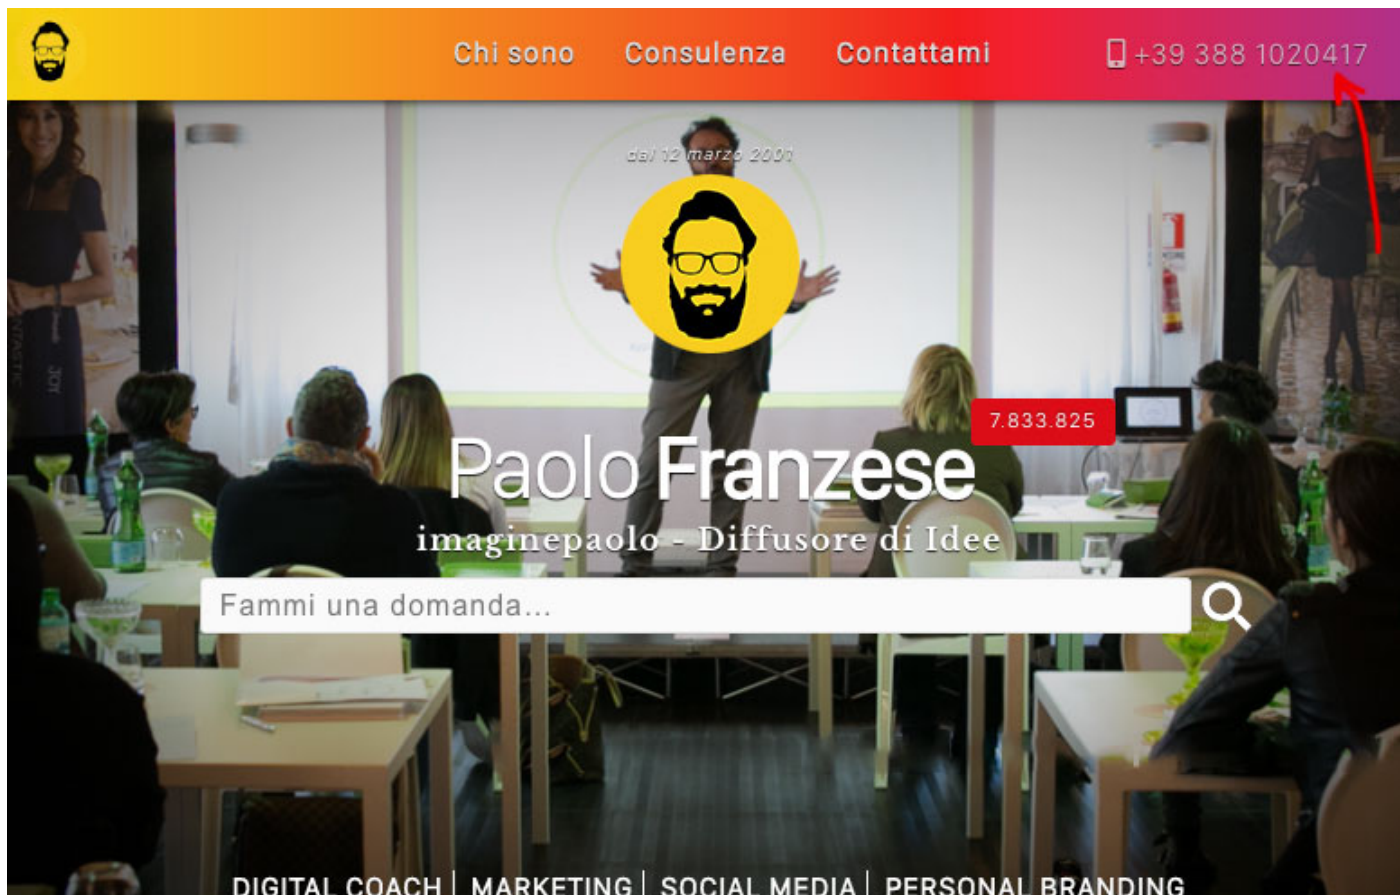 Chi sono Consulenza Contattami +39 388 1020417
dal 12 marzo 2001
7.833.825
Paolo Franzese
imaginepaolo - Diffusore di Idee
Fammi una domanda...
DIGITAL COACH | MARKETING | SOCIAL MEDIA | PERSONAL BRANDING
JOY